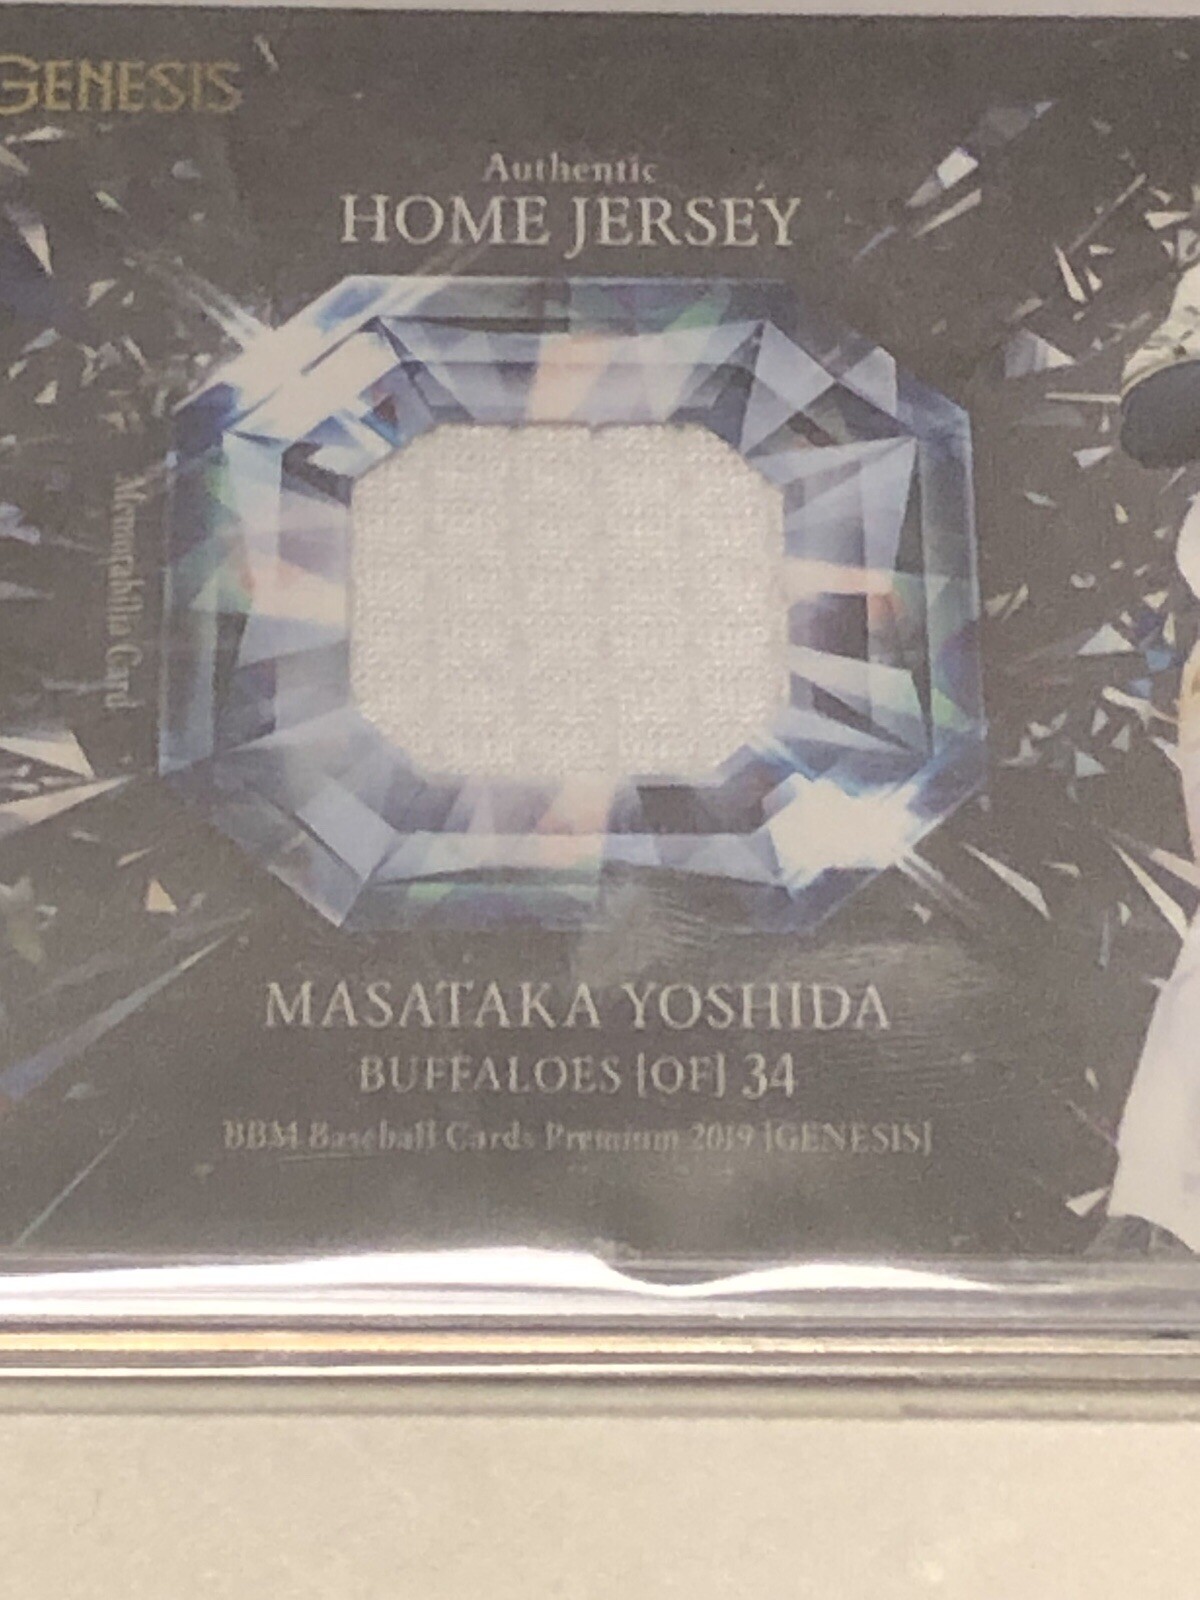 GENESIS
Authentic
HOME JERSEY
Memorabilia Card
MASATAKA YOSHIDA
BUFFALOES [OF] 34
BBM Baseball Cards Premium 2019 [GENESIS]